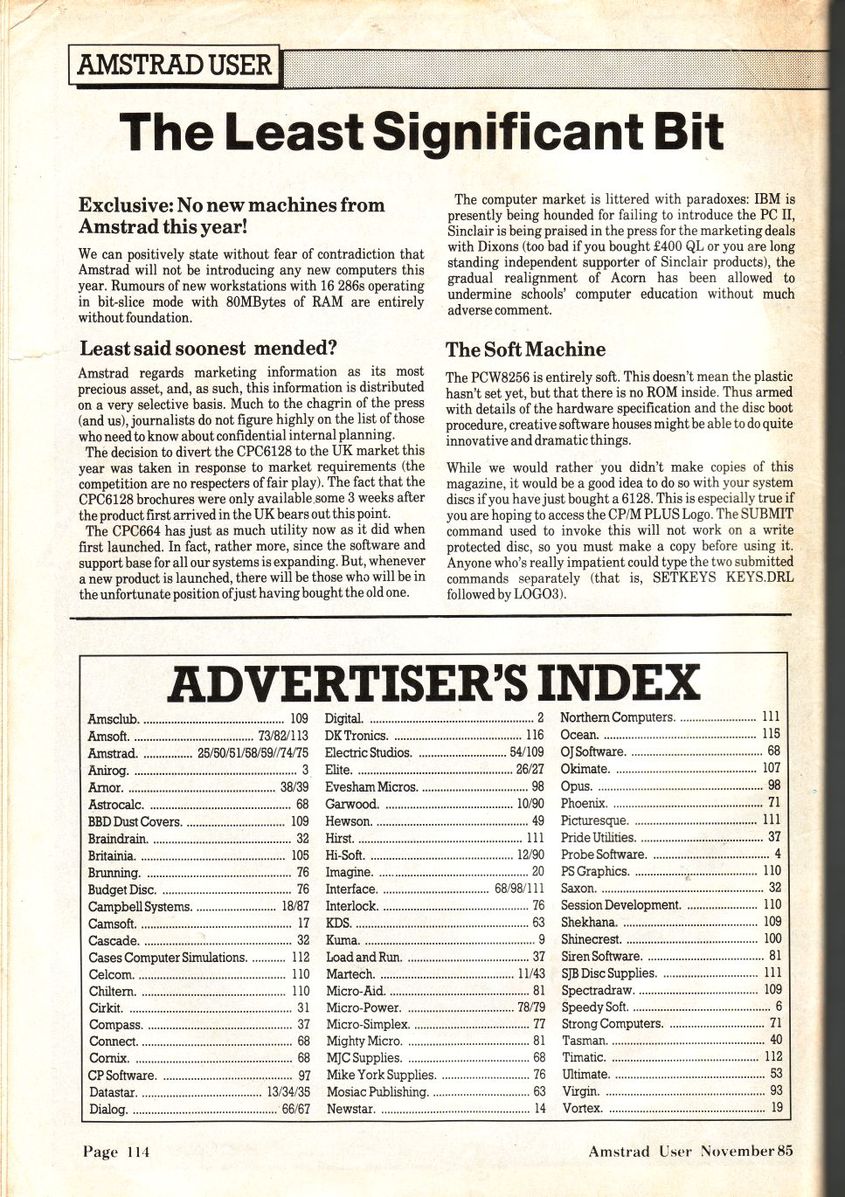 AMSTRAD USER
The Least Significant Bit
Exclusive: No new machines from
Amstrad this year!
We can positively state without fear of contradiction that
Amstrad will not be introducing any new computers this
year. Rumours of new workstations with 16 286s operating
in bit-slice mode with 80MBytes of RAM are entirely
without foundation.
Least said soonest mended?
Amstrad regards marketing information as its most
precious asset, and, as such, this information is distributed
on a very selective basis. Much to the chagrin of the press
(and us), journalists do not figure highly on the list of those
who need to know about confidential internal planning.
The decision to divert the CPC6128 to the UK market this
year was taken in response to market requirements (the
competition are no respecters of fair play). The fact that the
CPC6128 brochures were only available some 3 weeks after
the product first arrived in the UK bears out this point.
The CPC664 has just as much utility now as it did when
first launched. In fact, rather more, since the software and
support base for all our systems is expanding. But, whenever
a new product is launched, there will be those who will be in
the unfortunate position of just having bought the old one.
The computer market is littered with paradoxes: IBM is
presently being hounded for failing to introduce the PC II,
Sinclair is being praised in the press for the marketing deals
with Dixons (too bad if you bought £400 QL or you are long
standing independent supporter of Sinclair products), the
gradual realignment of Acorn has been allowed to
undermine schools' computer education without much
adverse comment.
The Soft Machine
The PCW8256 is entirely soft. This doesn't mean the plastic
hasn't set yet, but that there is no ROM inside. Thus armed
with details of the hardware specification and the disc boot
procedure, creative software houses might be able to do quite
innovative and dramatic things.
While we would rather you didn't make copies of this
magazine, it would be a good idea to do so with your system
discs if you have just bought a 6128. This is especially true if
you are hoping to access the CP/M PLUS Logo. The SUBMIT
command used to invoke this will not work on a write
protected disc, so you must make a copy before using it.
Anyone who's really impatient could type the two submitted
commands separately (that is, SETKEYS KEYS.DRL
followed by LOGO3).
ADVERTISER'S INDEX
Amsclub. 109
Amsoft. 73/82/113
Amstrad. 25/50/51/58/59//74/75
Anirog. 3
Arnor. 38/39
Astrocalc. 68
BBD Dust Covers. 109
Braindrain. 32
Britainia. 105
Brunning. 76
Budget Disc. 76
Campbell Systems. 18/87
Camsoft. 17
Cascade. 32
Cases Computer Simulations. 112
Celcom. 110
Chiltern. 110
Cirkit. 31
Compass. 37
Connect. 68
Cornix. 68
CP Software. 97
Datastar. 13/34/35
Dialog. 66/67
Digital. 2
DK Tronics. 116
Electric Studios. 54/109
Elite. 26/27
Evesham Micros. 98
Garwood. 10/90
Hewson. 49
Hirst. 111
Hi-Soft. 12/90
Imagine. 20
Interface. 68/98/111
Interlock. 76
KDS. 63
Kuma. 9
Load and Run. 37
Martech. 11/43
Micro-Aid. 81
Micro-Power. 78/79
Micro-Simplex. 77
Mighty Micro. 81
MJC Supplies. 68
Mike York Supplies. 76
Mosiac Publishing. 63
Newstar. 14
Northern Computers. 111
Ocean. 115
OJ Software. 68
Okimate. 107
Opus. 98
Phoenix. 71
Picturesque. 111
Pride Utilities. 37
Probe Software. 4
PS Graphics. 110
Saxon. 32
Session Development. 110
Shekhana. 109
Shinecrest. 100
Siren Software. 81
SJB Disc Supplies. 111
Spectradraw. 109
Speedy Soft. 6
Strong Computers. 71
Tasman. 40
Timatic. 112
Ultimate. 53
Virgin. 93
Vortex. 19
Page 114
Amstrad User November 85